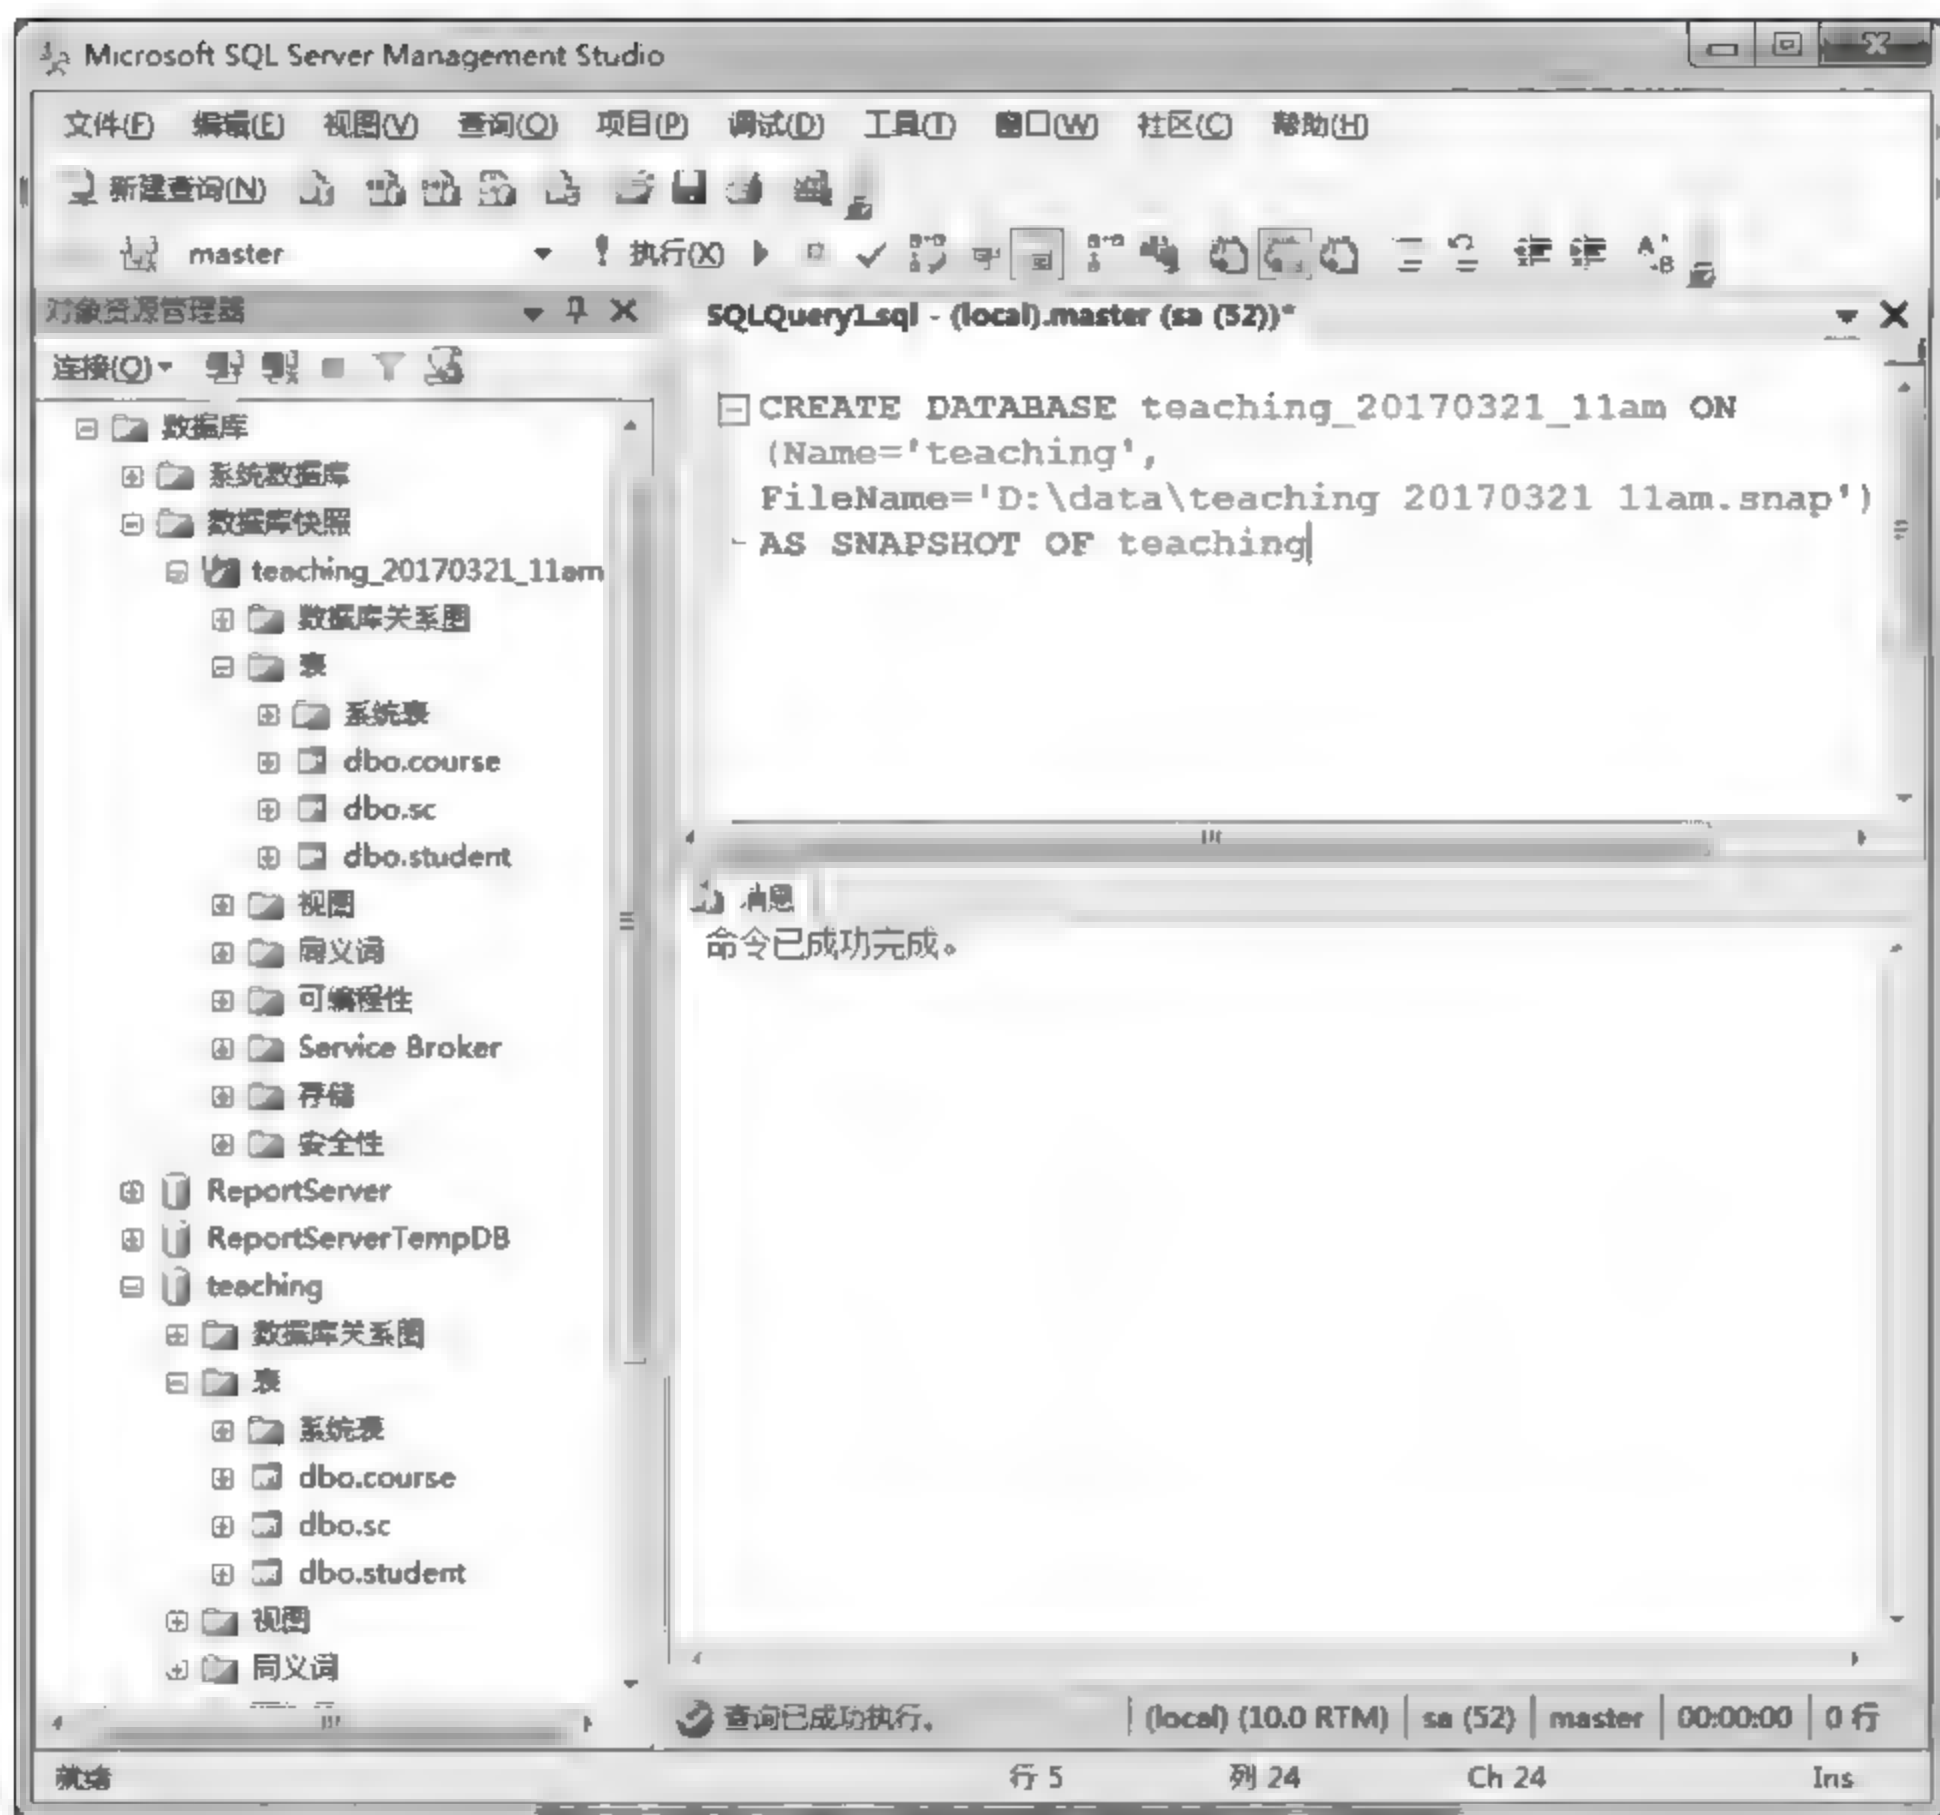 Microsoft SQL Server Management Studio
文件(F) 编辑(E) 视图(V) 查询(Q) 项目(P) 调试(D) 工具(T) 窗口(W) 社区(C) 帮助(H)
新建查询(N)
master 执行(X)
对象资源管理器
连接(O)
数据库
系统数据库
数据库快照
teaching_20170321_11am
数据库关系图
表
系统表
dbo.course
dbo.sc
dbo.student
视图
同义词
可编程性
Service Broker
存储
安全性
ReportServer
ReportServerTempDB
teaching
数据库关系图
表
系统表
dbo.course
dbo.sc
dbo.student
视图
同义词
SQLQuery1.sql - (local).master (sa (52))*
CREATE DATABASE teaching_20170321_11am ON
(Name='teaching',
FileName='D:\data\teaching 20170321 11am.snap')
AS SNAPSHOT OF teaching
消息
命令已成功完成。
查询已成功执行。 (local) (10.0 RTM) sa (52) master 00:00:00 0 行
就绪 行 5 列 24 Ch 24 Ins